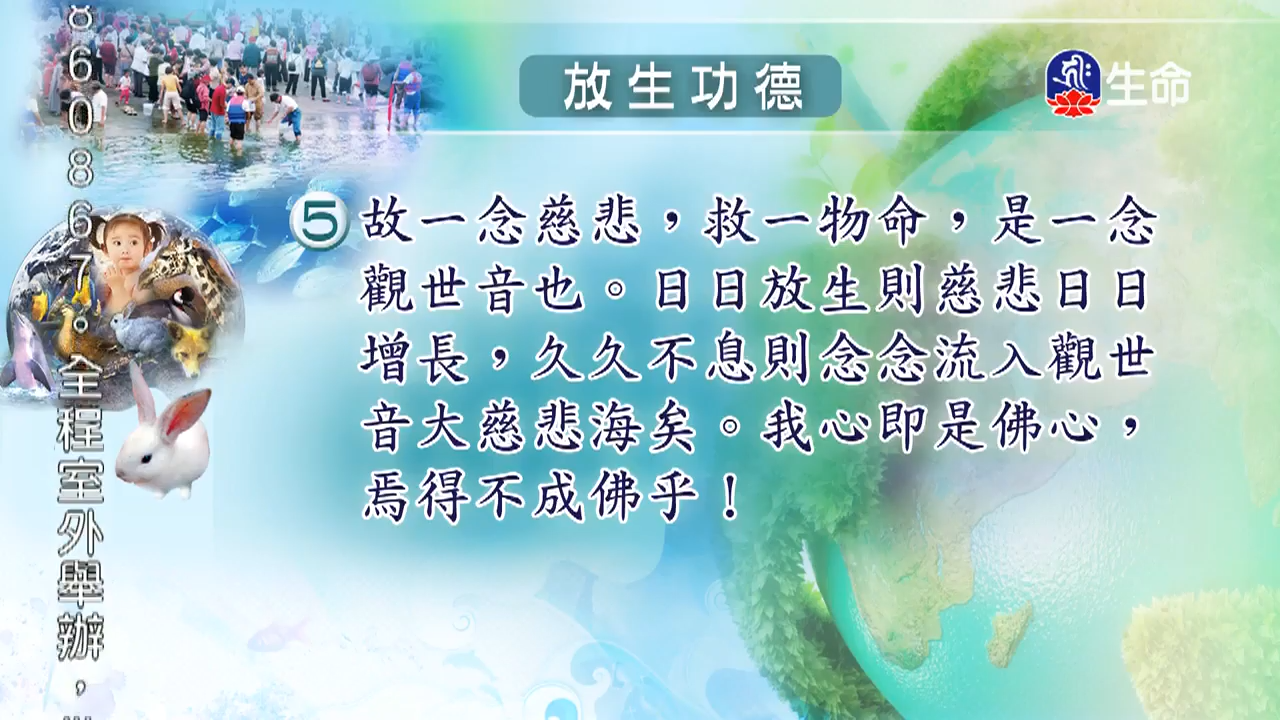 放生功德
生命
5 故一念慈悲，救一物命，是一念
觀世音也。日日放生則慈悲日日
增長，久久不息則念念流入觀世
音大慈悲海矣。我心即是佛心，
焉得不成佛乎！
8608667。全程室外舉辦，